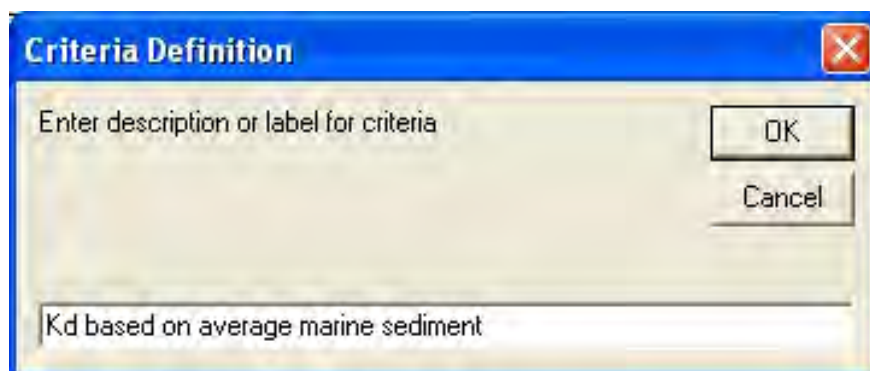 Criteria Definition
Enter description or label for criteria
OK
Cancel
Kd based on average marine sediment